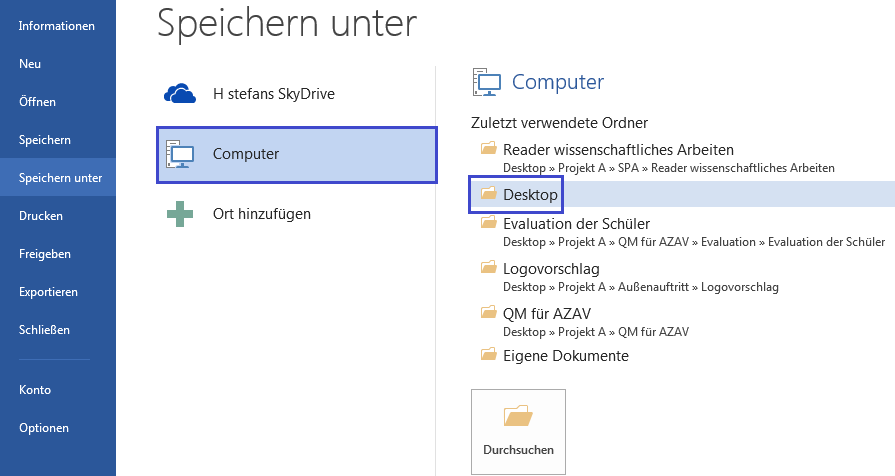 Informationen
Neu
Öffnen
Speichern
Speichern unter
Drucken
Freigeben
Exportieren
Schließen
Konto
Optionen
Speichern unter
H stefans SkyDrive
Computer
Ort hinzufügen
Computer
Zuletzt verwendete Ordner
Reader wissenschaftliches Arbeiten
Desktop » Projekt A » SPA » Reader wissenschaftliches Arbeiten
Desktop
Evaluation der Schüler
Desktop » Projekt A » QM für AZAV » Evaluation » Evaluation der Schüler
Logovorschlag
Desktop » Projekt A » Außenauftritt » Logovorschlag
QM für AZAV
Desktop » Projekt A » QM für AZAV
Eigene Dokumente
Durchsuchen